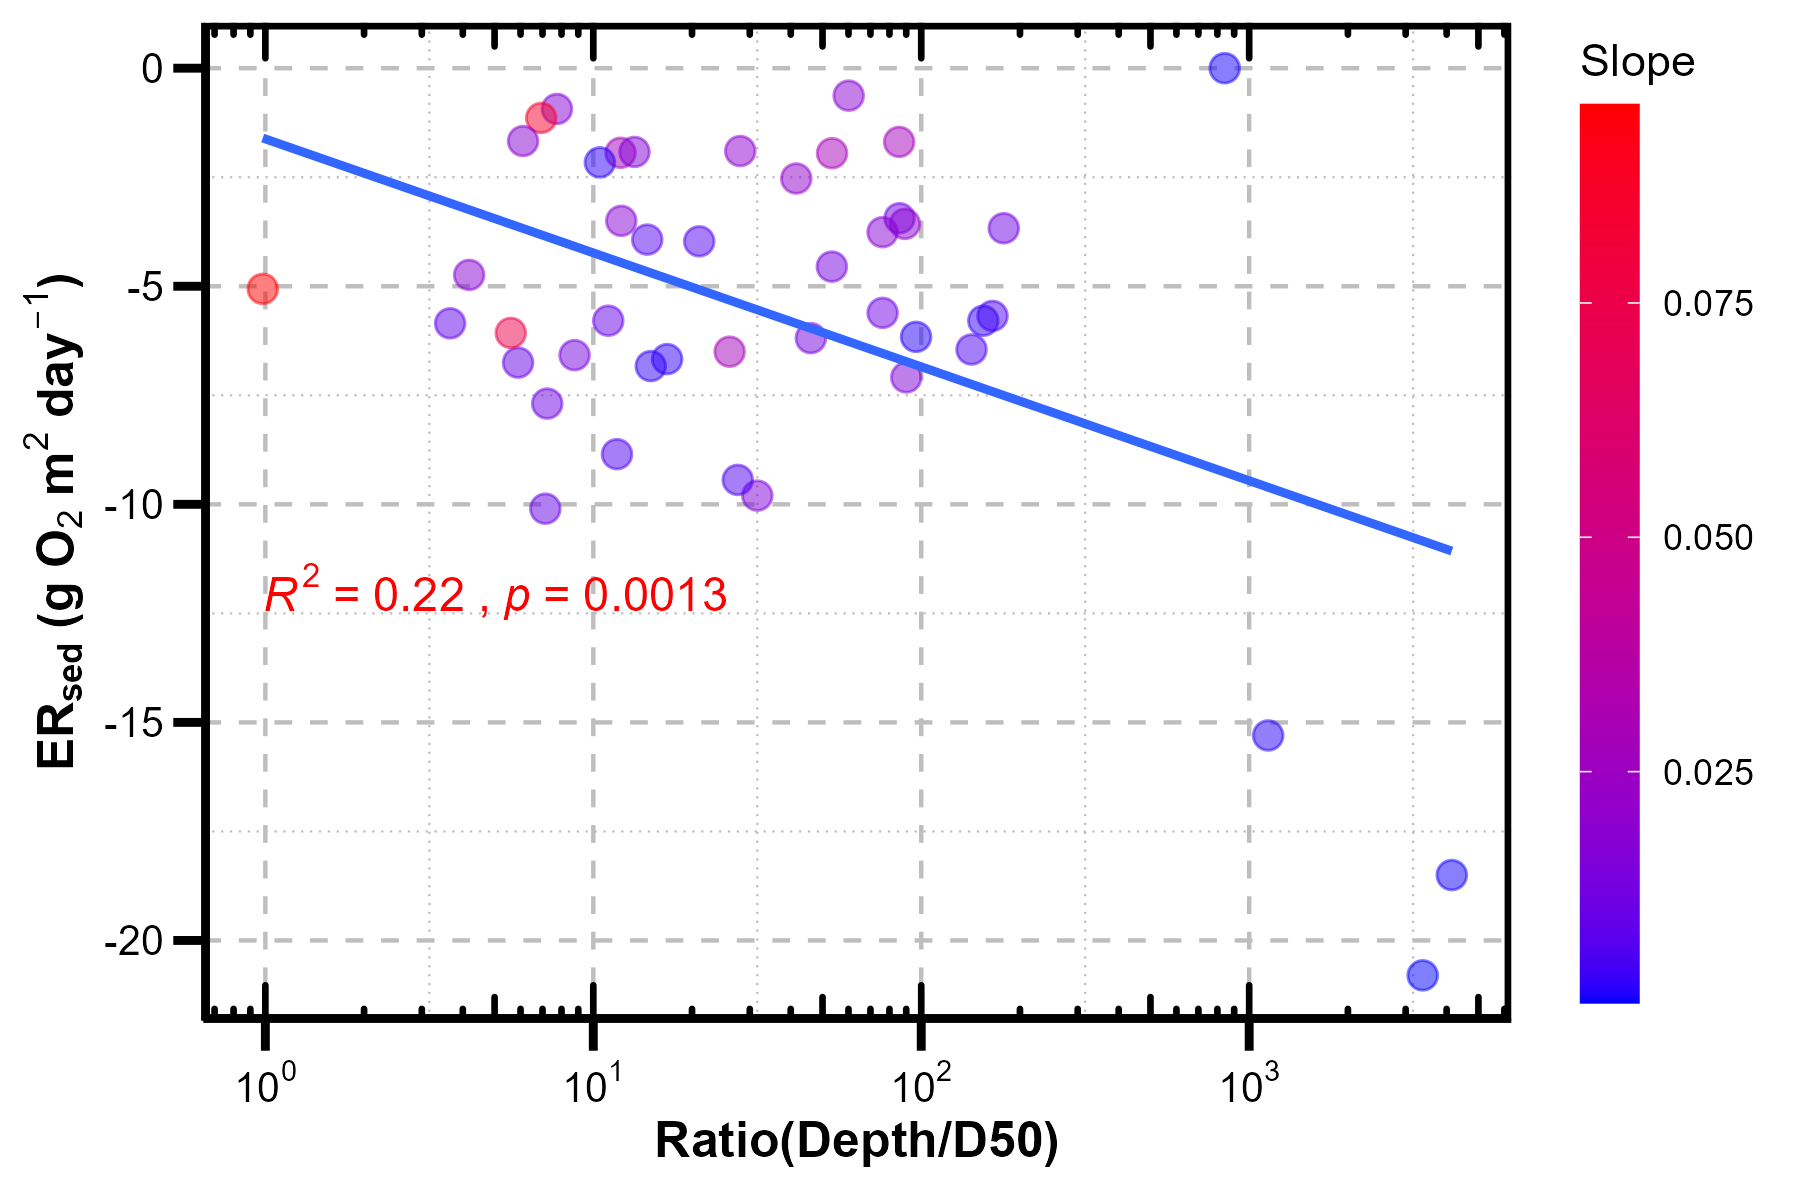 Slope
0
-5
-10
-15
-20
ER_sed (g O₂ m² day⁻¹)
R² = 0.22 , p = 0.0013
0.075
0.050
0.025
10⁰ 10¹ 10² 10³
Ratio(Depth/D50)